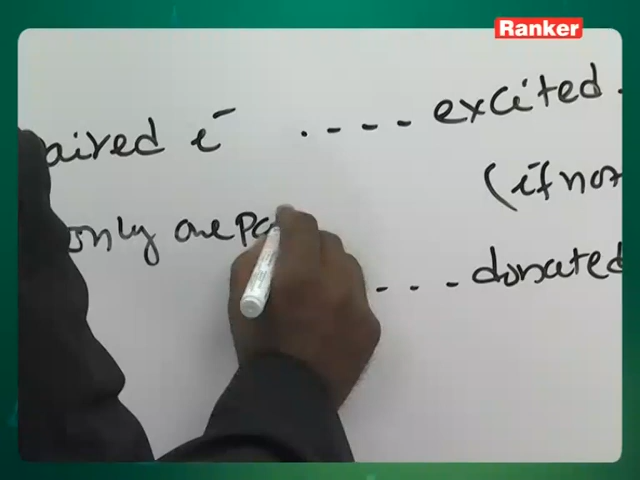 Ranker
aired e⁻ .---- excited.
(if not
only one pa
--- donated